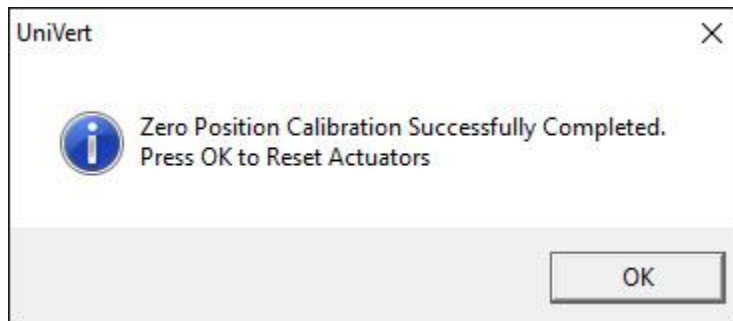 UniVert
Zero Position Calibration Successfully Completed.
Press OK to Reset Actuators
OK